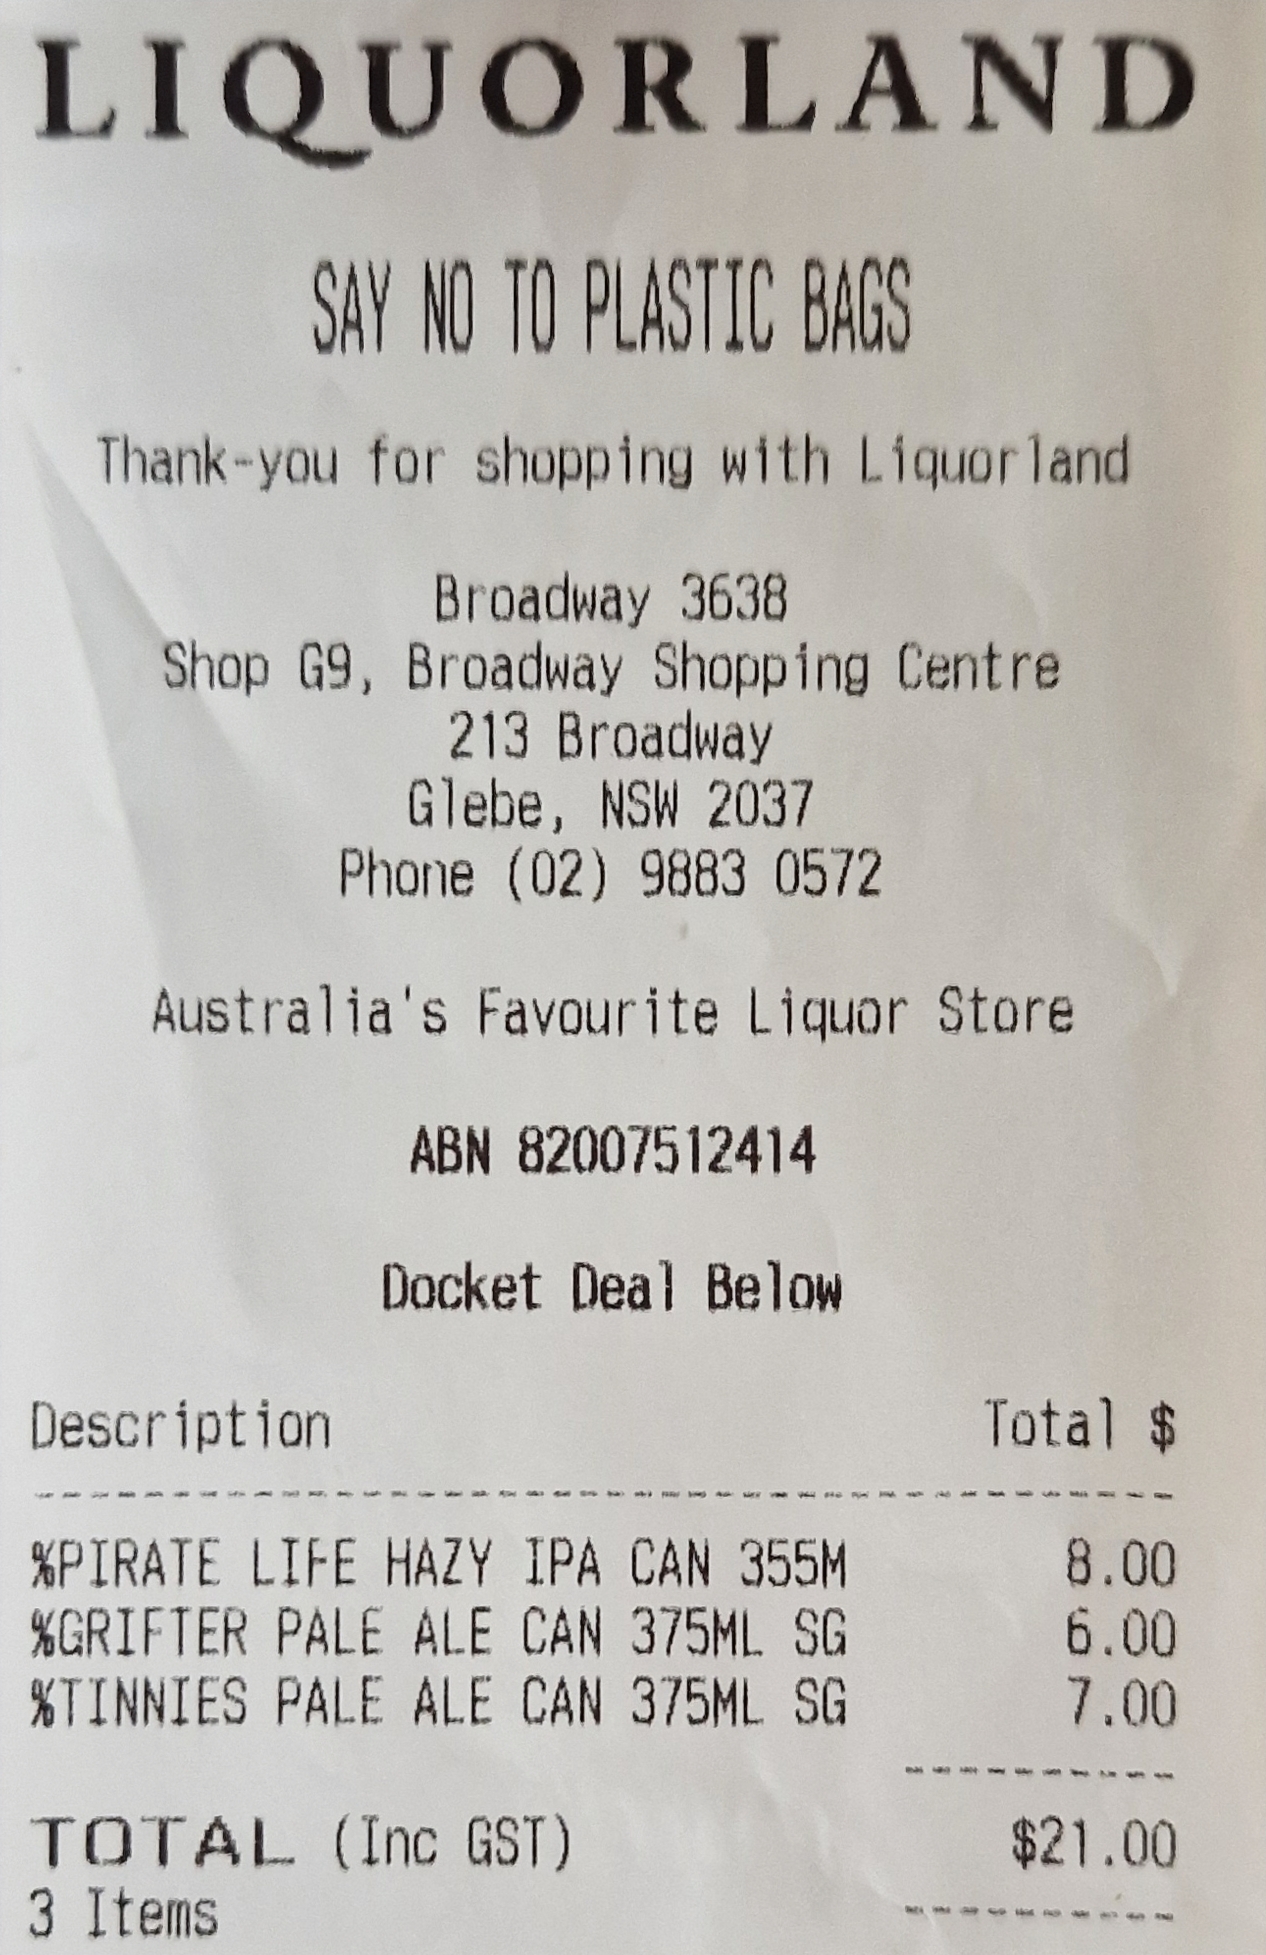 LIQUORLAND
SAY NO TO PLASTIC BAGS
Thank-you for shopping with Liquorland
Broadway 3638
Shop G9, Broadway Shopping Centre
213 Broadway
Glebe, NSW 2037
Phone (02) 9883 0572
Australia's Favourite Liquor Store
ABN 82007512414
Docket Deal Below
Description Total $
%PIRATE LIFE HAZY IPA CAN 355M 8.00
%GRIFTER PALE ALE CAN 375ML SG 6.00
%TINNIES PALE ALE CAN 375ML SG 7.00
TOTAL (Inc GST) $21.00
3 Items